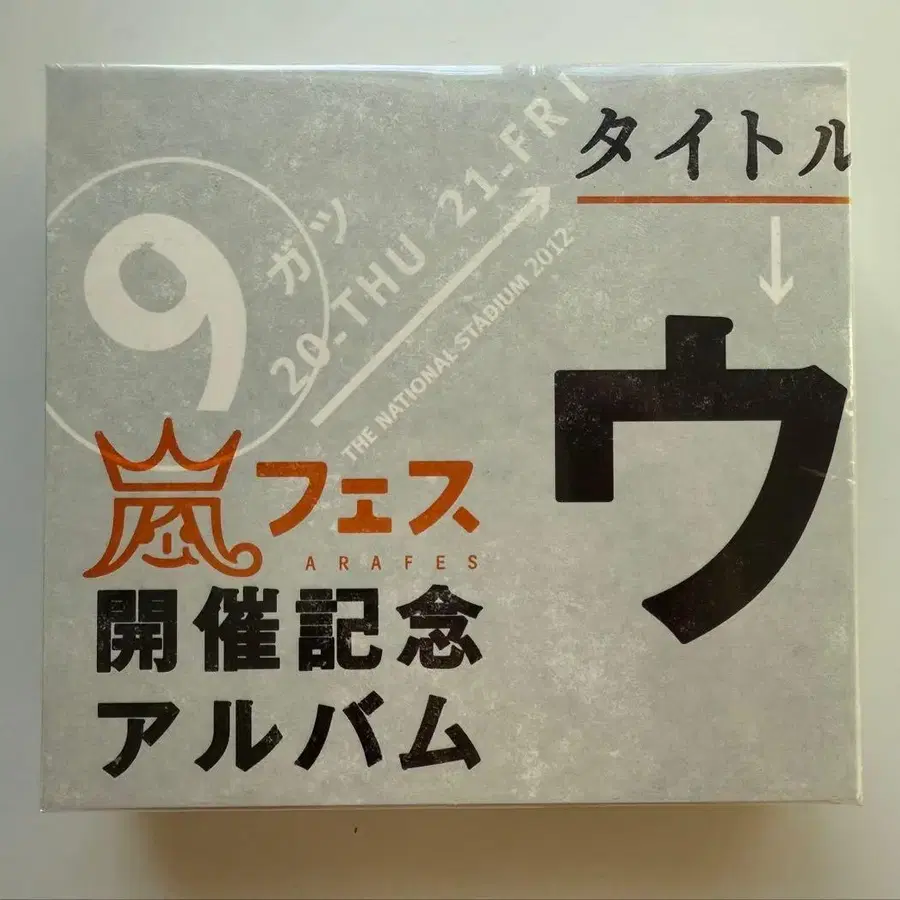 9
ガツ
20-THU 21-FRI
THE NATIONAL STADIUM 2012
タイトル
ウ
嵐フェス
ARAFES
開催記念
アルバム